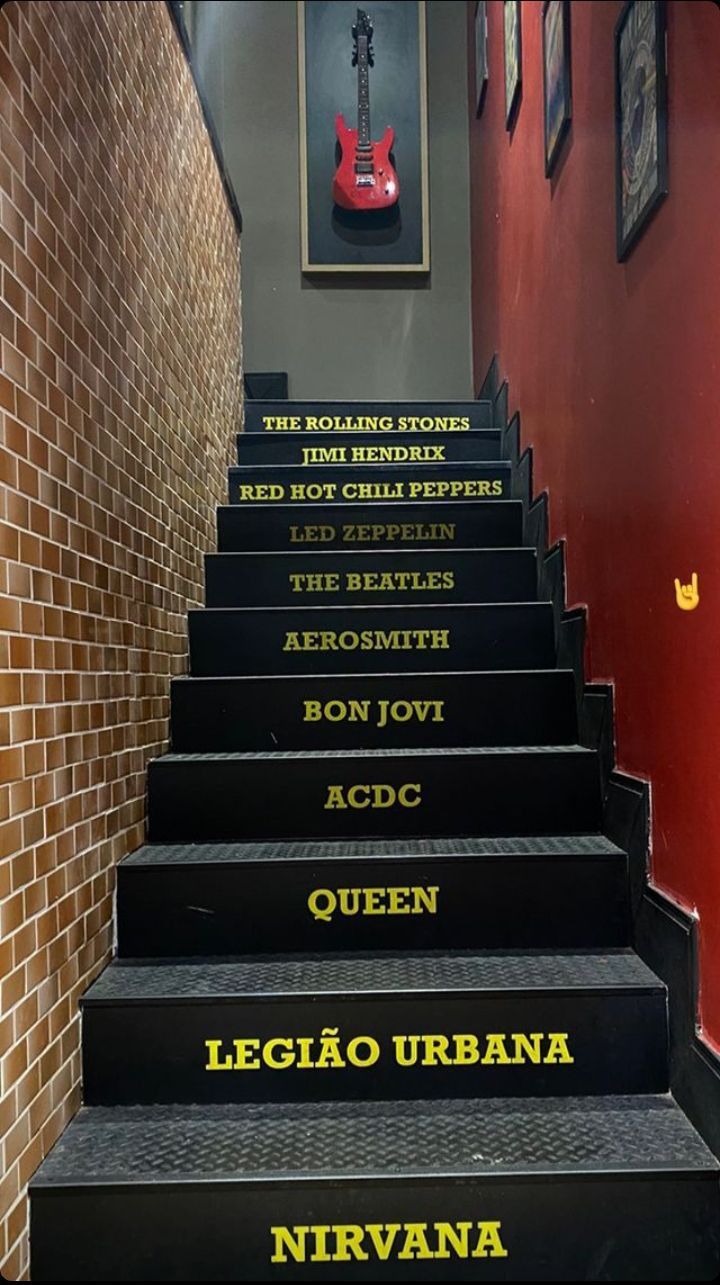 THE ROLLING STONES
JIMI HENDRIX
RED HOT CHILI PEPPERS
LED ZEPPELIN
THE BEATLES
AEROSMITH
BON JOVI
ACDC
QUEEN
LEGIÃO URBANA
NIRVANA